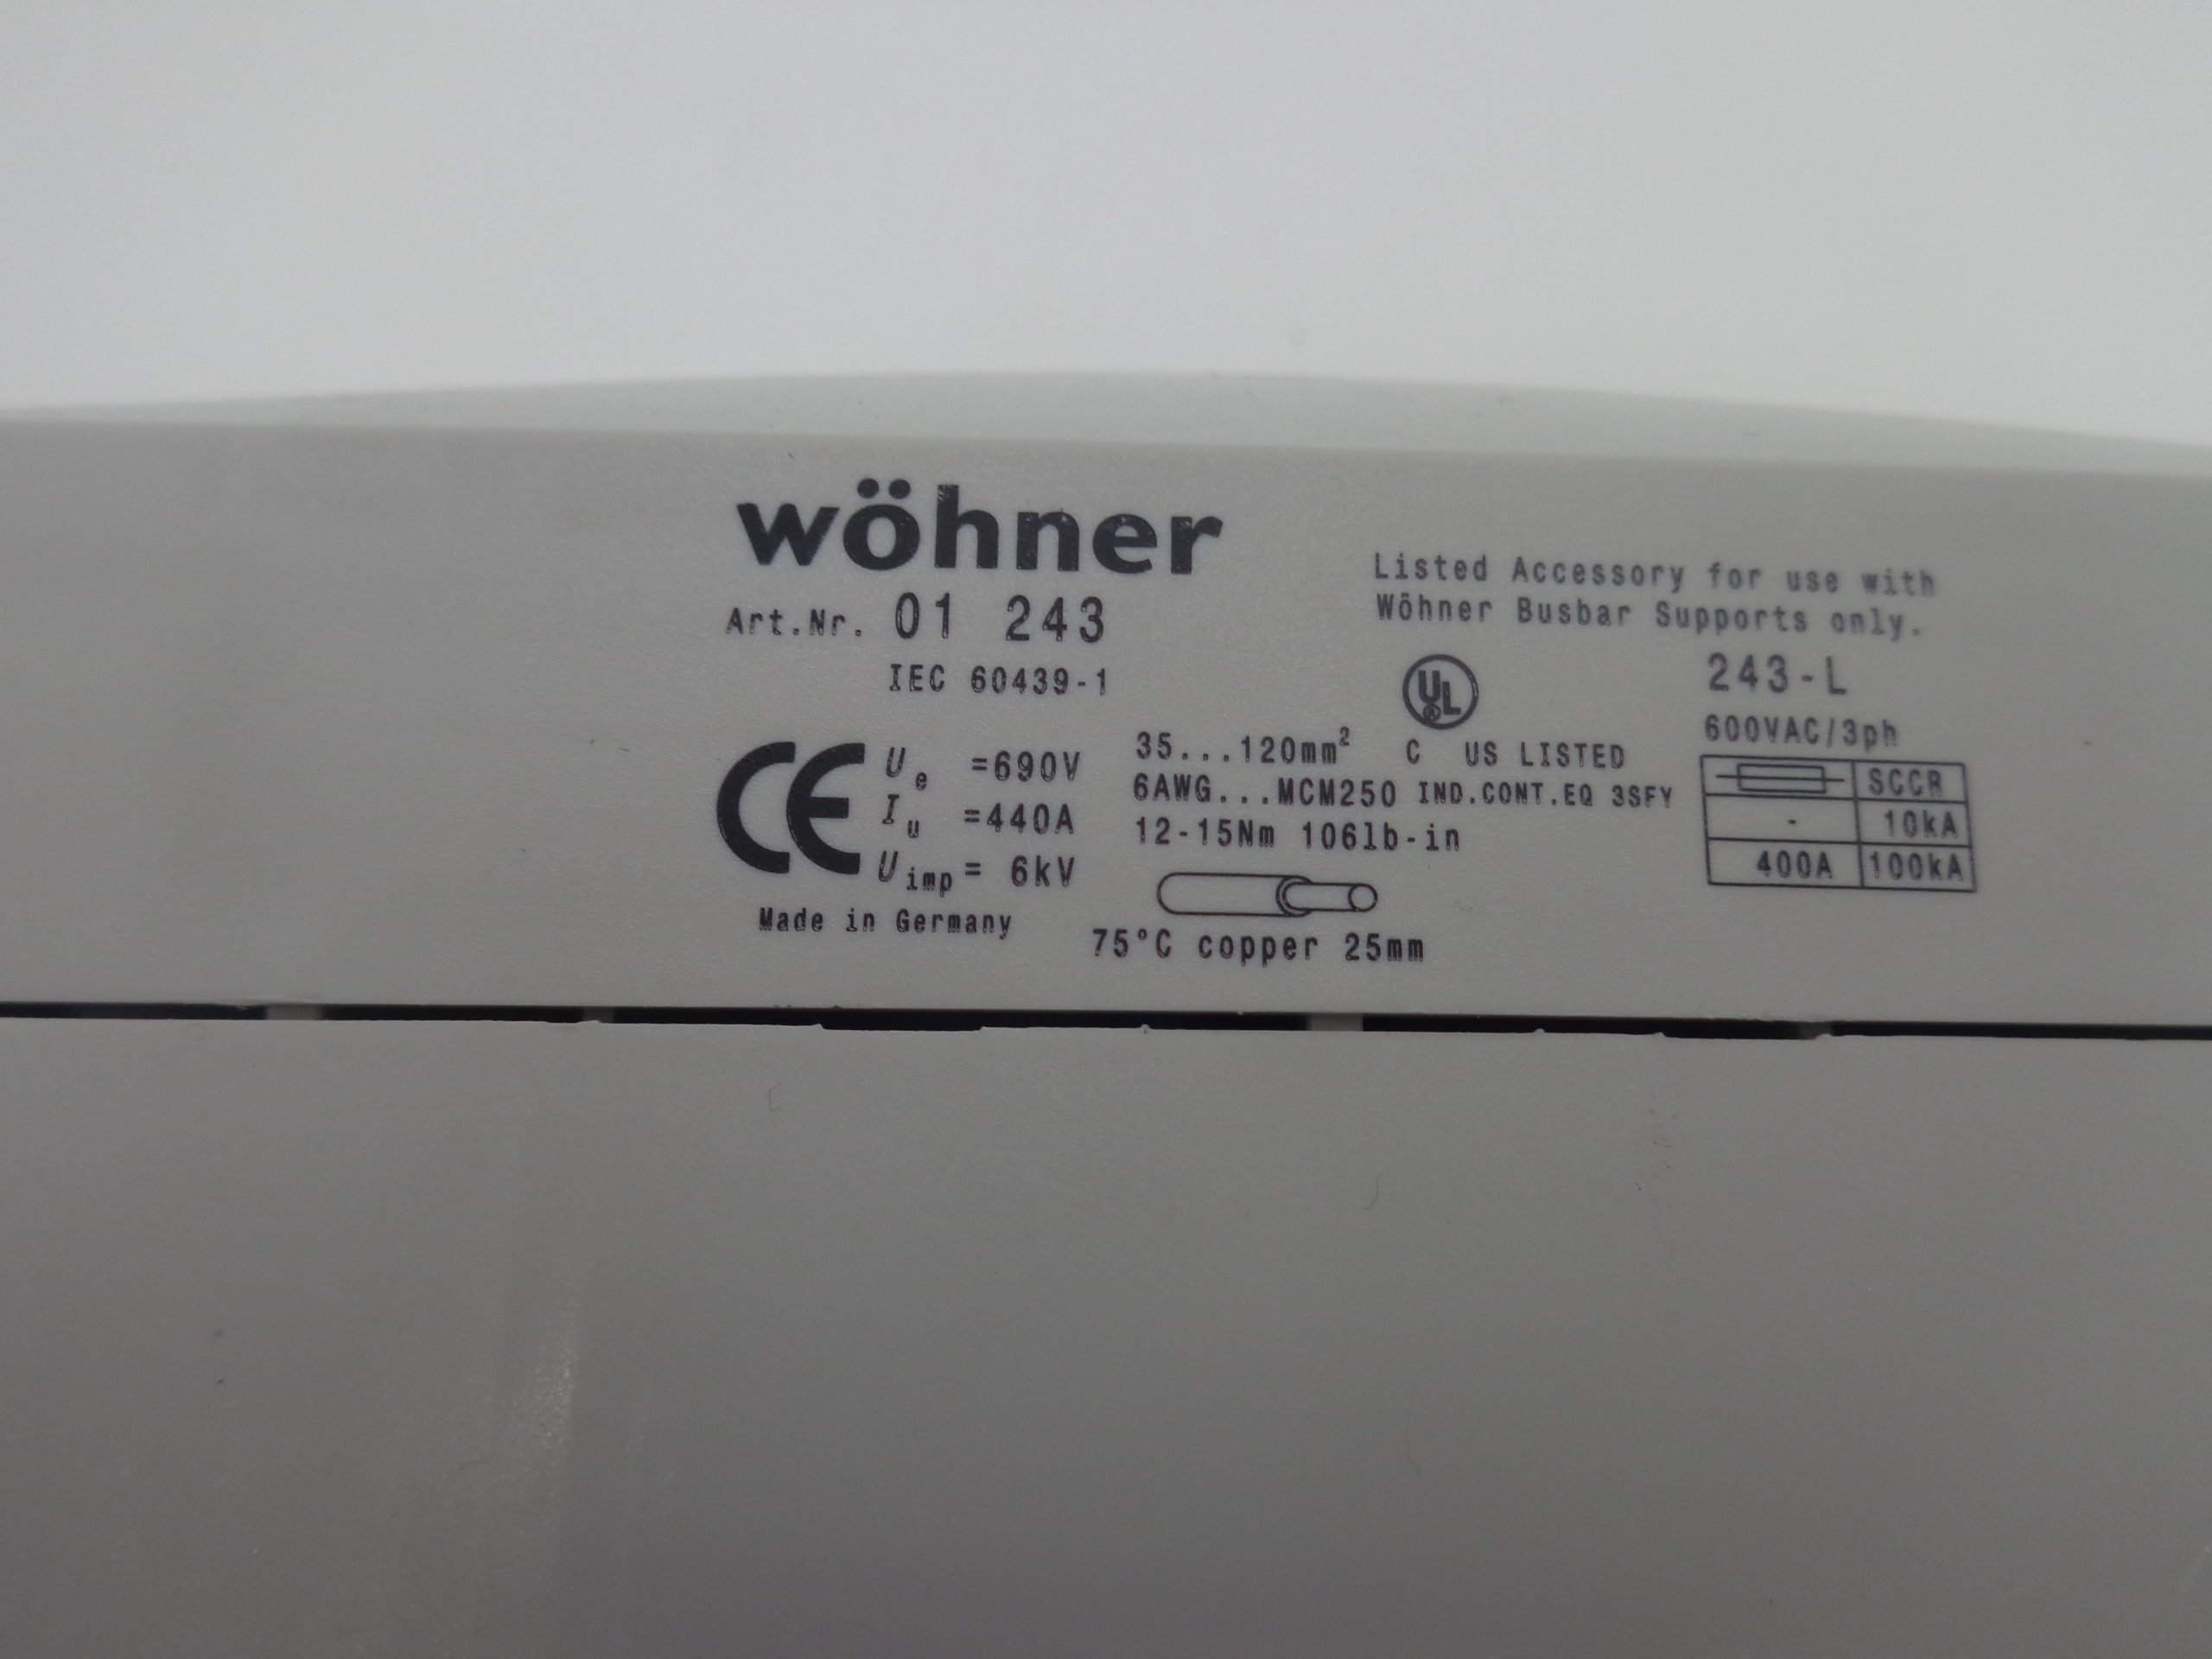 wöhner
Art.Nr. 01 243
IEC 60439-1
CE
Ue =690V
Iu =440A
Uimp= 6kV
Made in Germany
35...120mm²
6AWG...MCM250
12-15Nm 106lb-in
75°C copper 25mm
Listed Accessory for use with
Wöhner Busbar Supports only.
UL®
C US LISTED
IND.CONT.EQ 3SFY
243-L
600VAC/3ph
SCCR
- 10kA
400A 100kA